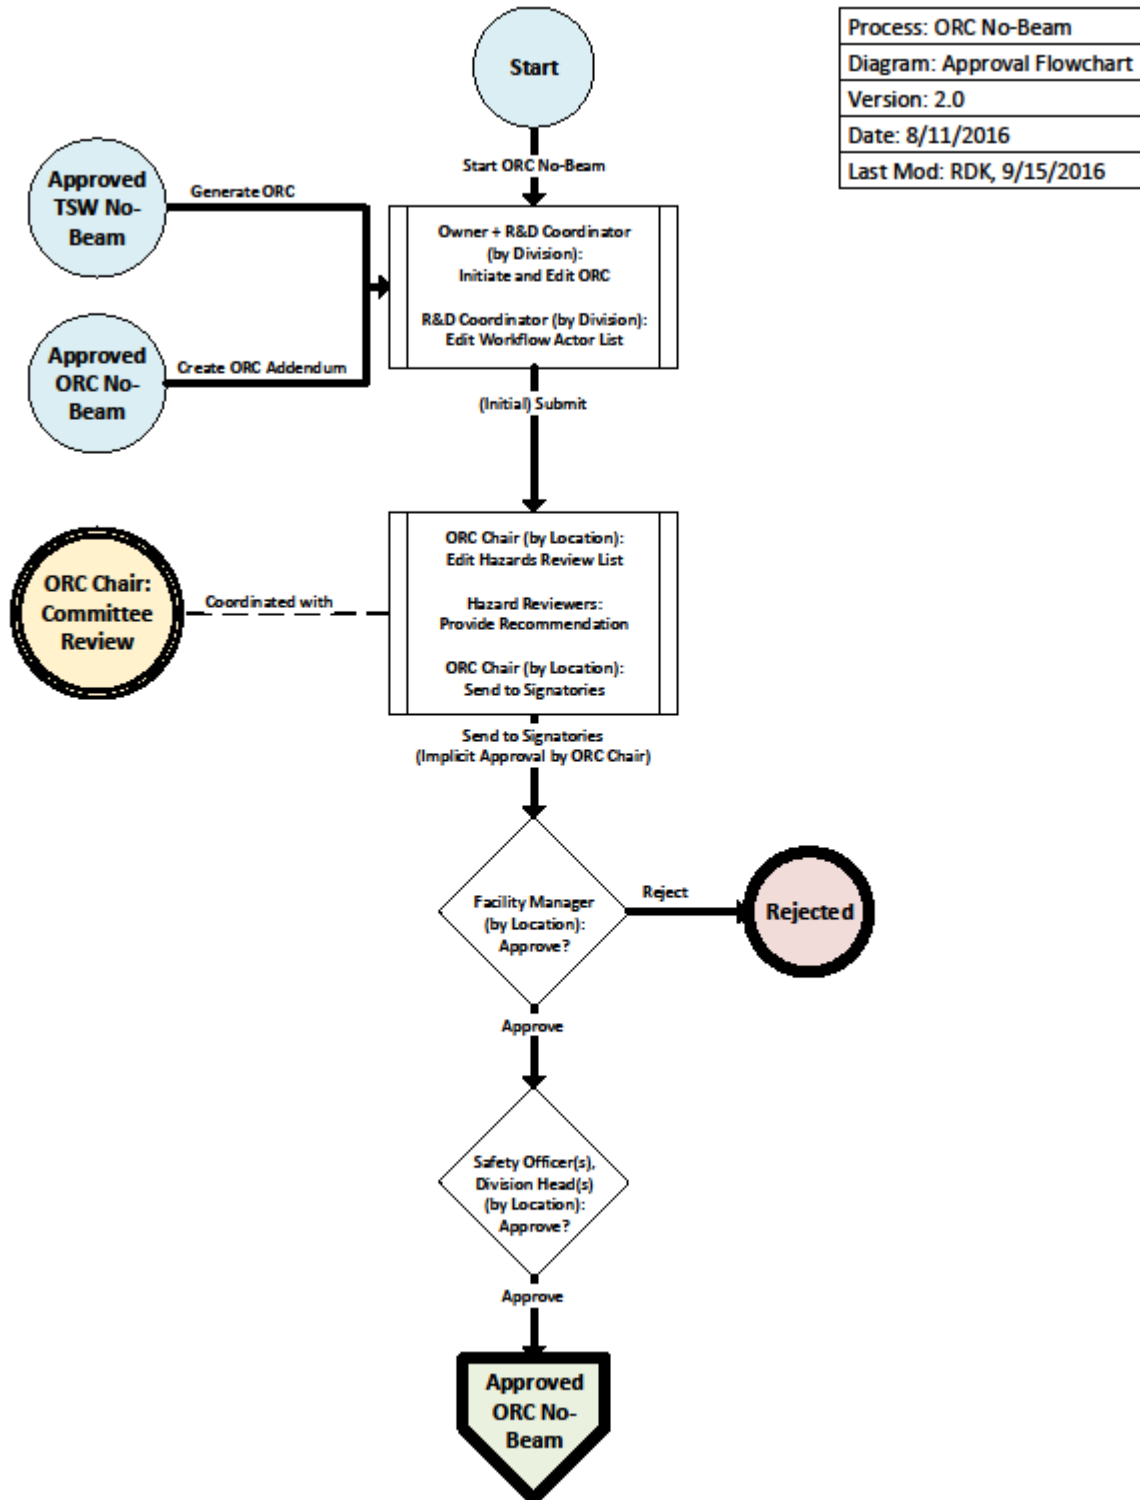 Start
Process: ORC No-Beam
Diagram: Approval Flowchart
Version: 2.0
Date: 8/11/2016
Last Mod: RDK, 9/15/2016
Start ORC No-Beam
Approved
TSW No-
Beam
Generate ORC
Owner + R&D Coordinator
(by Division):
Initiate and Edit ORC
R&D Coordinator (by Division):
Edit Workflow Actor List
Approved
ORC No-
Beam
Create ORC Addendum
(Initial) Submit
ORC Chair:
Committee
Review
Coordinated with
ORC Chair (by Location):
Edit Hazards Review List
Hazard Reviewers:
Provide Recommendation
ORC Chair (by Location):
Send to Signatories
Send to Signatories
(Implicit Approval by ORC Chair)
Facility Manager
(by Location):
Approve?
Reject
Rejected
Approve
Safety Officer(s),
Division Head(s)
(by Location):
Approve?
Approve
Approved
ORC No-
Beam